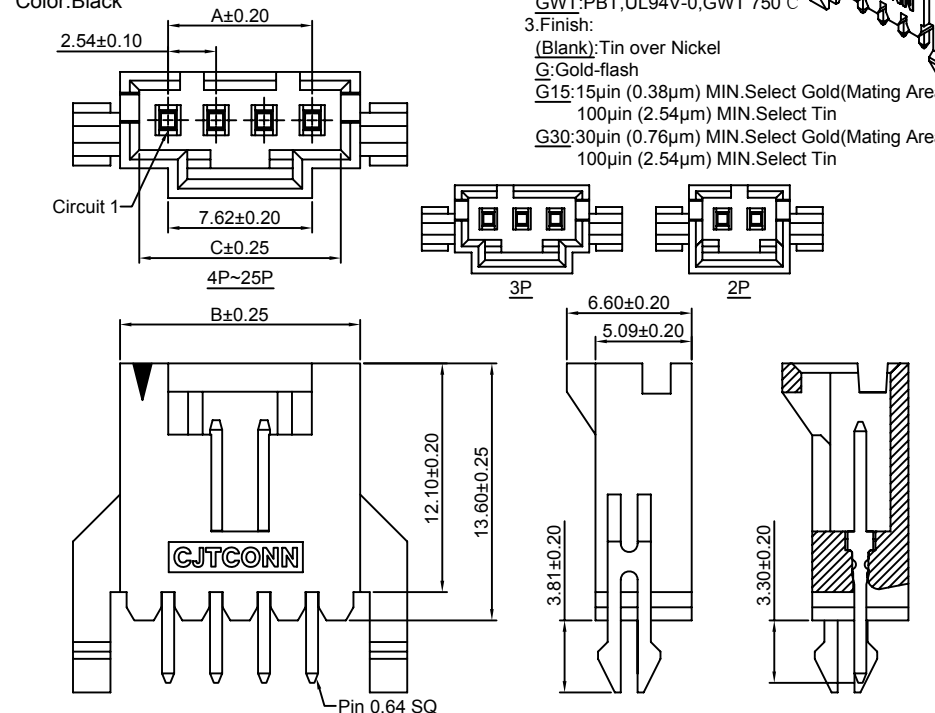 Color:Black
GWT:PBT,UL94V-0,GWT 750℃
3.Finish:
(Blank):Tin over Nickel
G:Gold-flash
G15:15μin (0.38μm) MIN.Select Gold(Mating Are
100μin (2.54μm) MIN.Select Tin
G30:30μin (0.76μm) MIN.Select Gold(Mating Are
100μin (2.54μm) MIN.Select Tin
A±0.20
2.54±0.10
Circuit 1
7.62±0.20
C±0.25
4P~25P
3P
2P
B±0.25
6.60±0.20
5.09±0.20
12.10±0.20
13.60±0.25
3.81±0.20
3.30±0.20
CJTCONN
Pin 0.64 SQ